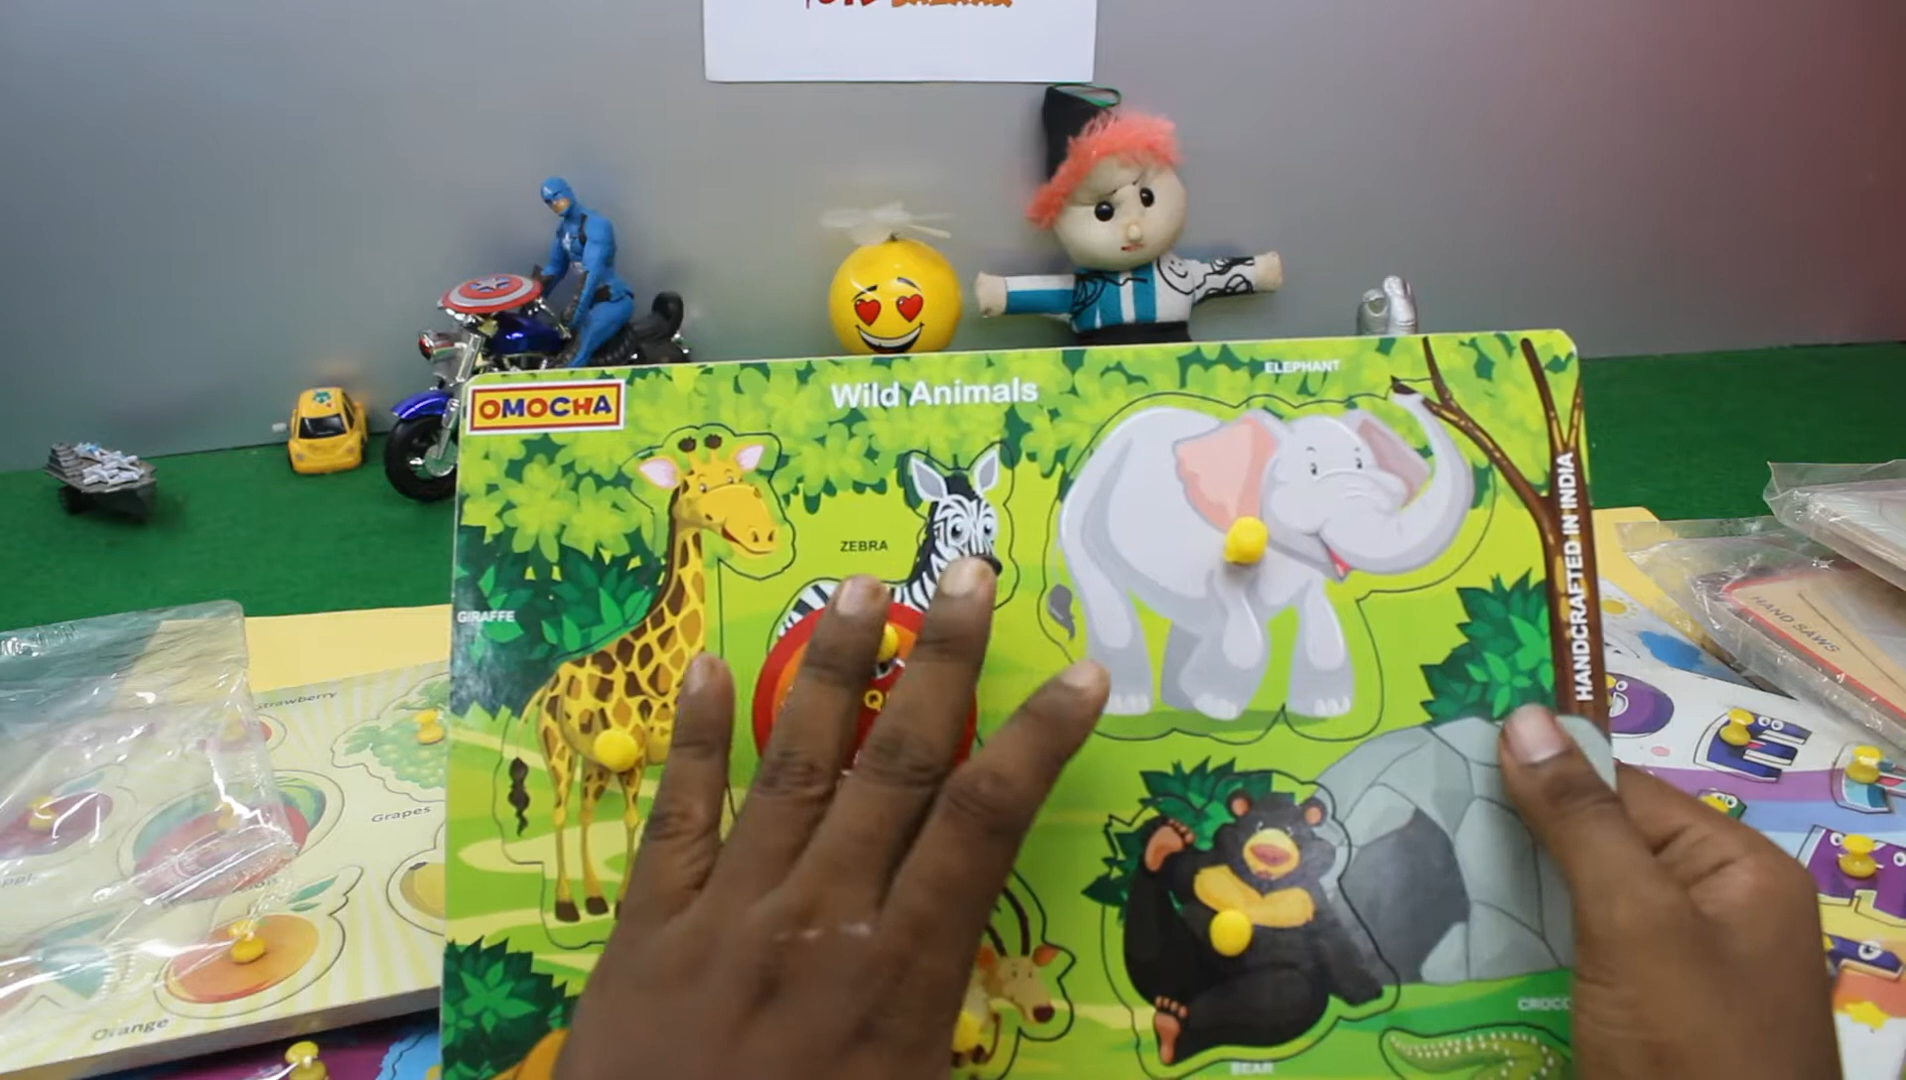 OMOCHA
Wild Animals
ELEPHANT
ZEBRA
GIRAFFE
HANDCRAFTED IN INDIA
HAND SAWS
Strawberry
Grapes
Orange
BEAR